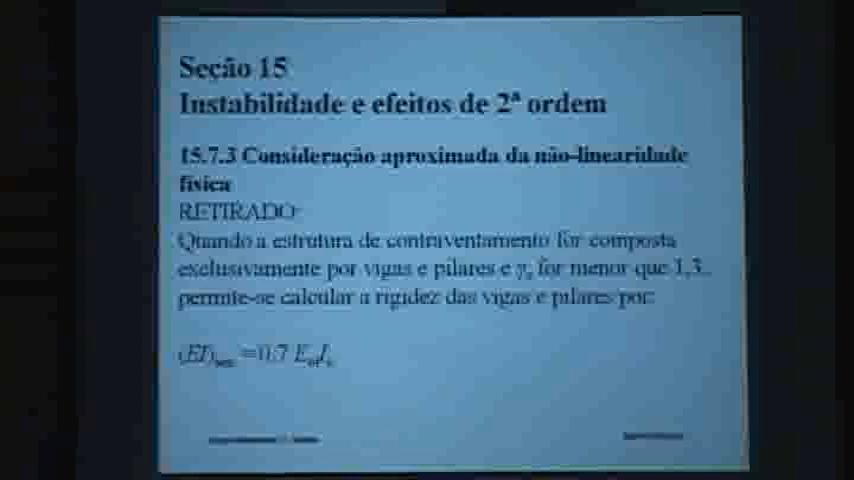 Seção 15
Instabilidade e efeitos de 2ª ordem
15.7.3 Consideração aproximada da não-linearidade
física
RETIRADO:
Quando a estrutura de contraventamento for composta
exclusivamente por vigas e pilares e γz for menor que 1,3,
permite-se calcular a rigidez das vigas e pilares por:
(EI)sec = 0,7 EciIc